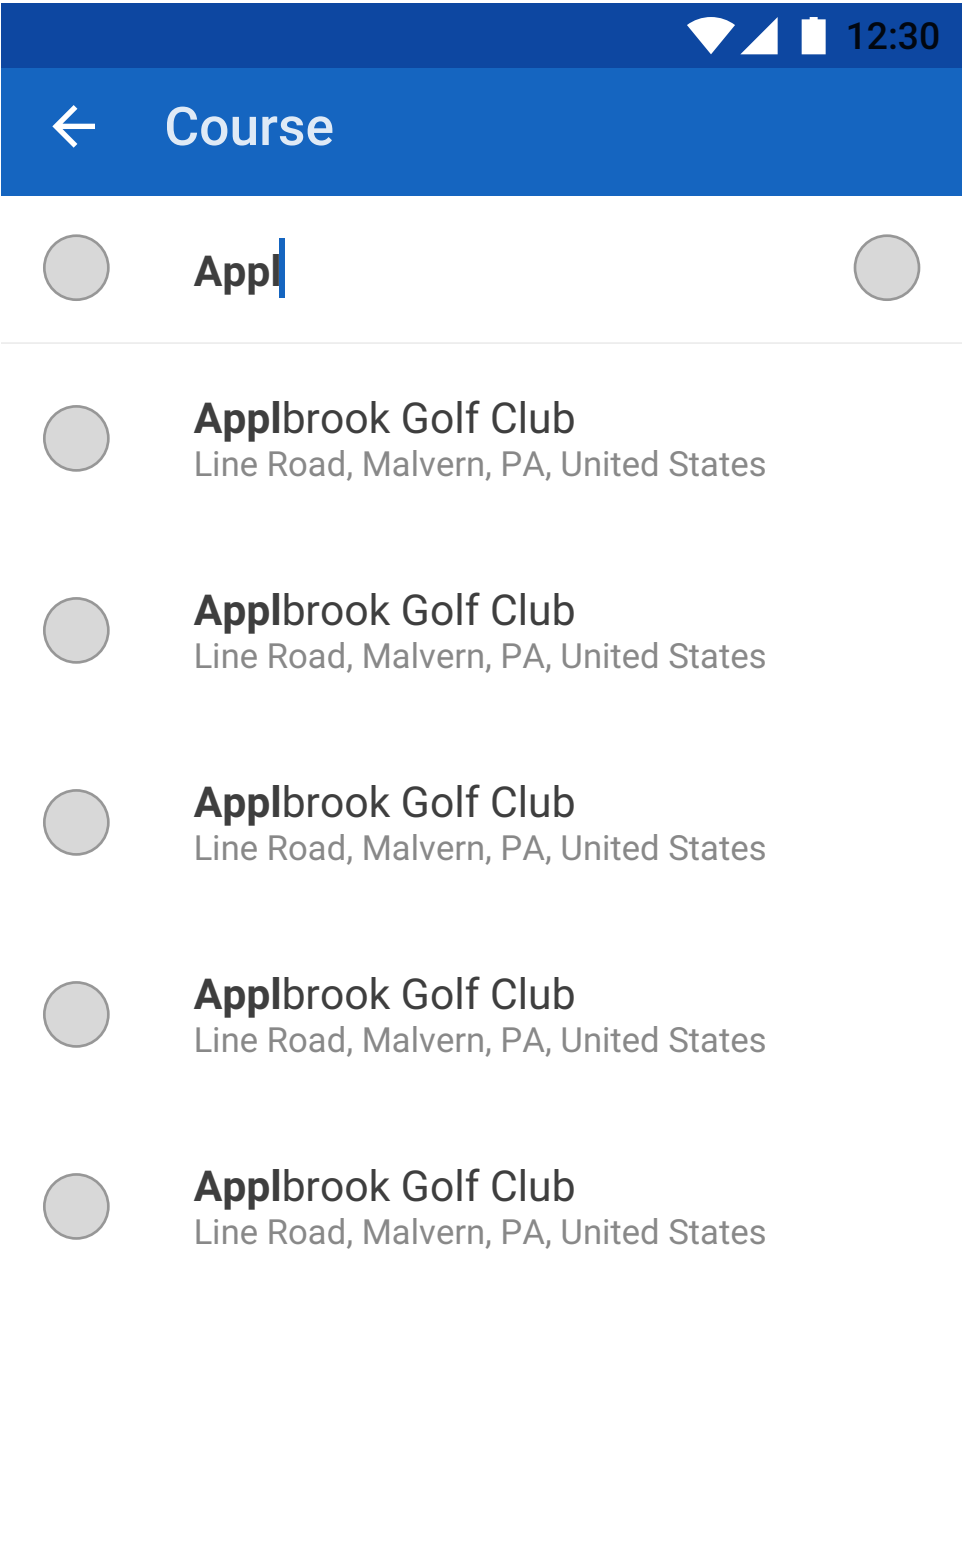 12:30
Course
Appl
Applbrook Golf Club
Line Road, Malvern, PA, United States
Applbrook Golf Club
Line Road, Malvern, PA, United States
Applbrook Golf Club
Line Road, Malvern, PA, United States
Applbrook Golf Club
Line Road, Malvern, PA, United States
Applbrook Golf Club
Line Road, Malvern, PA, United States